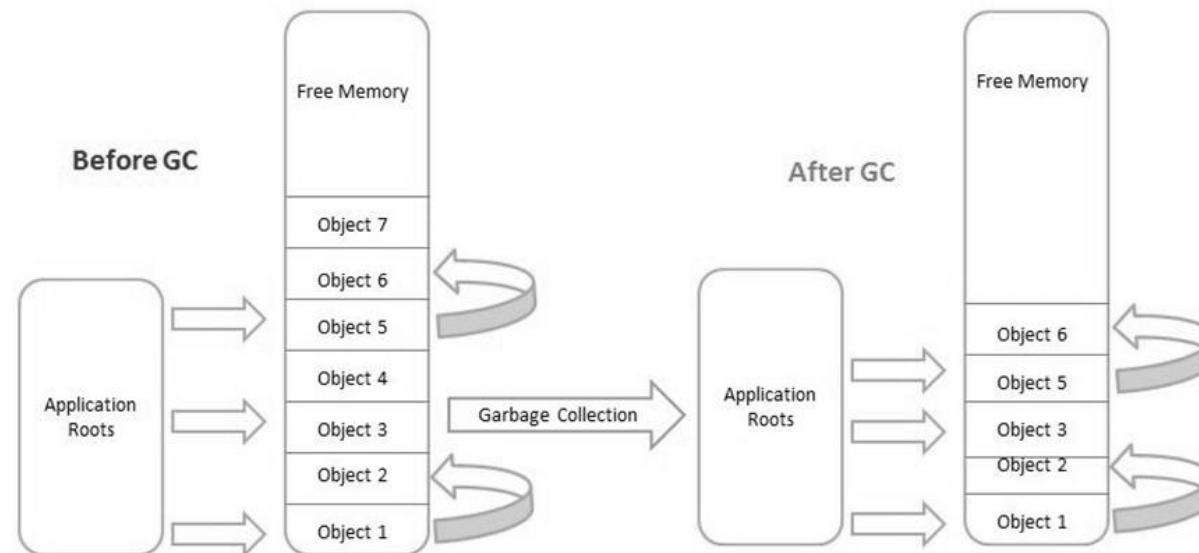 Before GC
Application
Roots
Free Memory
Object 7
Object 6
Object 5
Object 4
Object 3
Object 2
Object 1
Garbage Collection
After GC
Application
Roots
Free Memory
Object 6
Object 5
Object 3
Object 2
Object 1